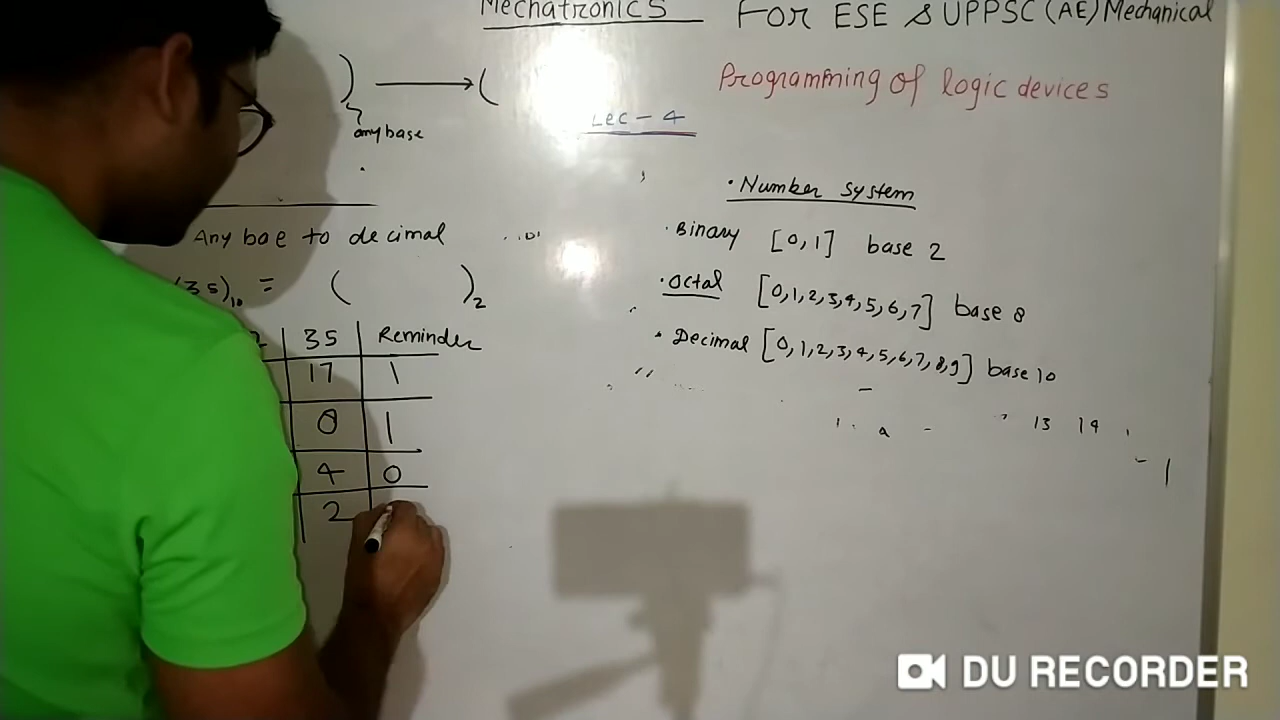 Mechatronics For ESE & UPPSC (AE) Mechanical
Programming of logic devices
Lec - 4
) → (
any base
• Number system
Any bae to decimal
• Binary [0,1] base 2
(35)₁₀ = ( )₂
• Octal [0,1,2,3,4,5,6,7] base 8
2 35 Reminder
• Decimal [0,1,2,3,4,5,6,7,8,9] base 10
17 1
8 1
4 0
2
13 14
DU RECORDER